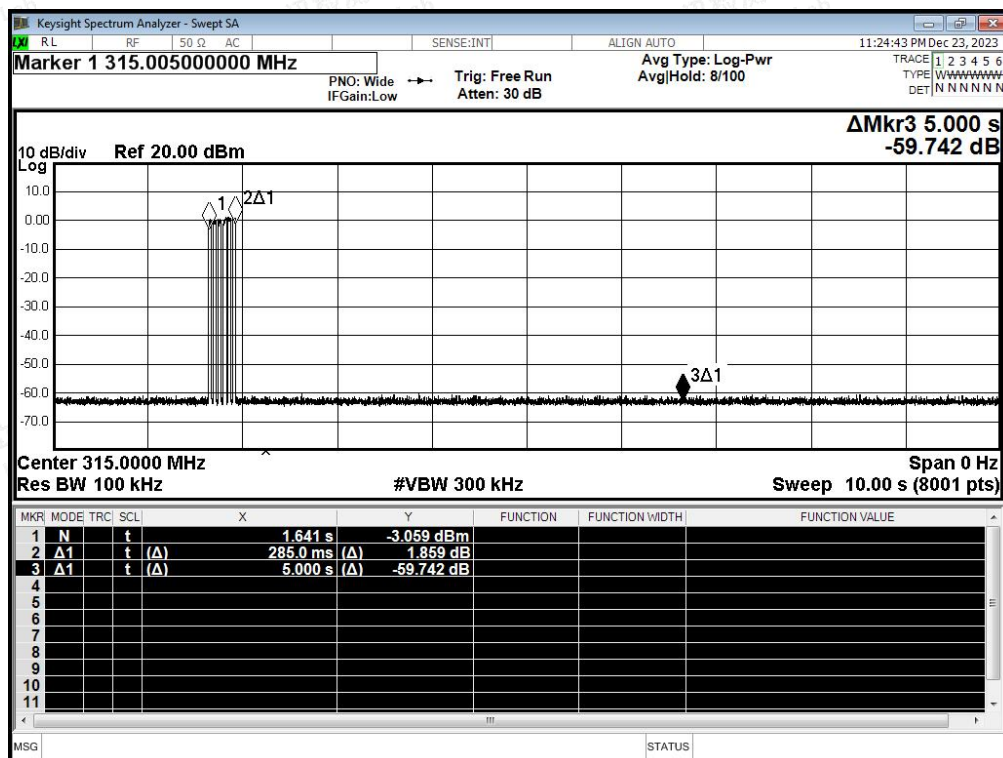 Keysight Spectrum Analyzer - Swept SA
LXI RL RF 50 Ω AC SENSE:INT ALIGN AUTO 11:24:43 PM Dec 23, 2023
Marker 1 315.005000000 MHz
PNO: Wide
IFGain:Low
Trig: Free Run
Atten: 30 dB
Avg Type: Log-Pwr
Avg|Hold: 8/100
TRACE 1 2 3 4 5 6
TYPE WWWWWW
DET N N N N N N
ΔMkr3 5.000 s
-59.742 dB
10 dB/div Ref 20.00 dBm
Log
10.0
0.00
-10.0
-20.0
-30.0
-40.0
-50.0
-60.0
-70.0
1
2Δ1
3Δ1
Center 315.0000 MHz Span 0 Hz
Res BW 100 kHz #VBW 300 kHz Sweep 10.00 s (8001 pts)
MKR MODE TRC SCL X Y FUNCTION FUNCTION WIDTH FUNCTION VALUE
1 N t 1.641 s -3.059 dBm
2 Δ1 t (Δ) 285.0 ms (Δ) 1.859 dB
3 Δ1 t (Δ) 5.000 s (Δ) -59.742 dB
4
5
6
7
8
9
10
11
MSG STATUS